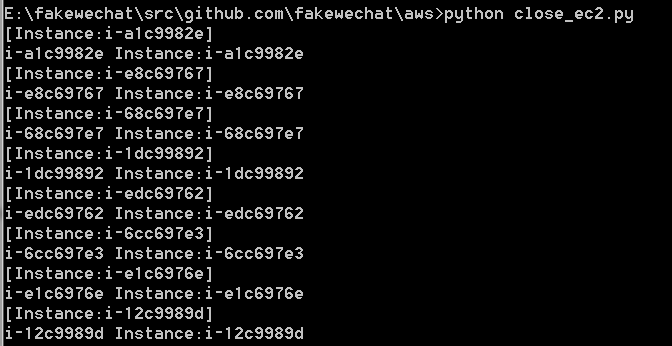 E:\fakewechat\src\github.com\fakewechat\aws>python close_ec2.py
[Instance:i-a1c9982e]
i-a1c9982e Instance:i-a1c9982e
[Instance:i-e8c69767]
i-e8c69767 Instance:i-e8c69767
[Instance:i-68c697e7]
i-68c697e7 Instance:i-68c697e7
[Instance:i-1dc99892]
i-1dc99892 Instance:i-1dc99892
[Instance:i-edc69762]
i-edc69762 Instance:i-edc69762
[Instance:i-6cc697e3]
i-6cc697e3 Instance:i-6cc697e3
[Instance:i-e1c6976e]
i-e1c6976e Instance:i-e1c6976e
[Instance:i-12c9989d]
i-12c9989d Instance:i-12c9989d